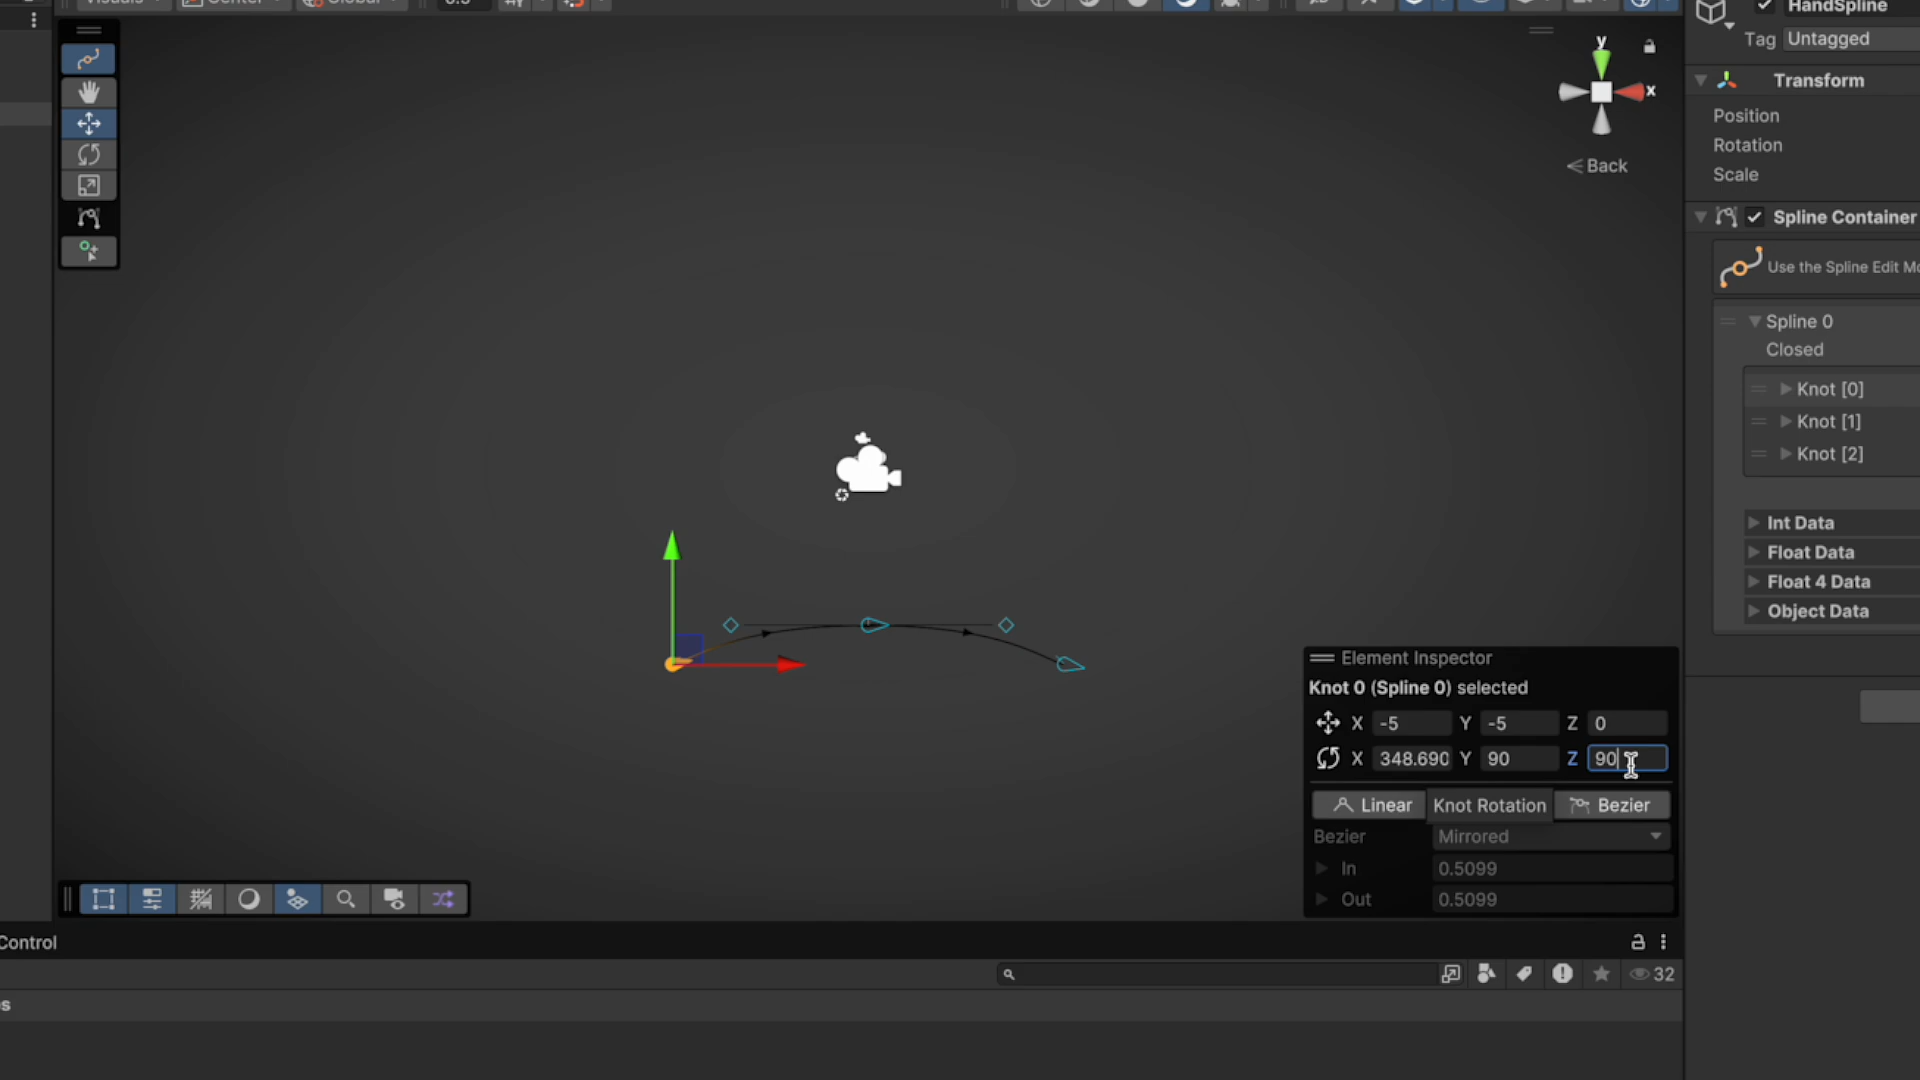 HandSpline
Tag Untagged
y
x
Back
Transform
Position
Rotation
Scale
Spline Container
Use the Spline Edit
Spline 0
Closed
Knot [0]
Knot [1]
Knot [2]
Int Data
Float Data
Float 4 Data
Object Data
Element Inspector
Knot 0 (Spline 0) selected
X -5 Y -5 Z 0
X 348.690 Y 90 Z 90
Linear Knot Rotation Bezier
Bezier Mirrored
In 0.5099
Out 0.5099
Control
32
s